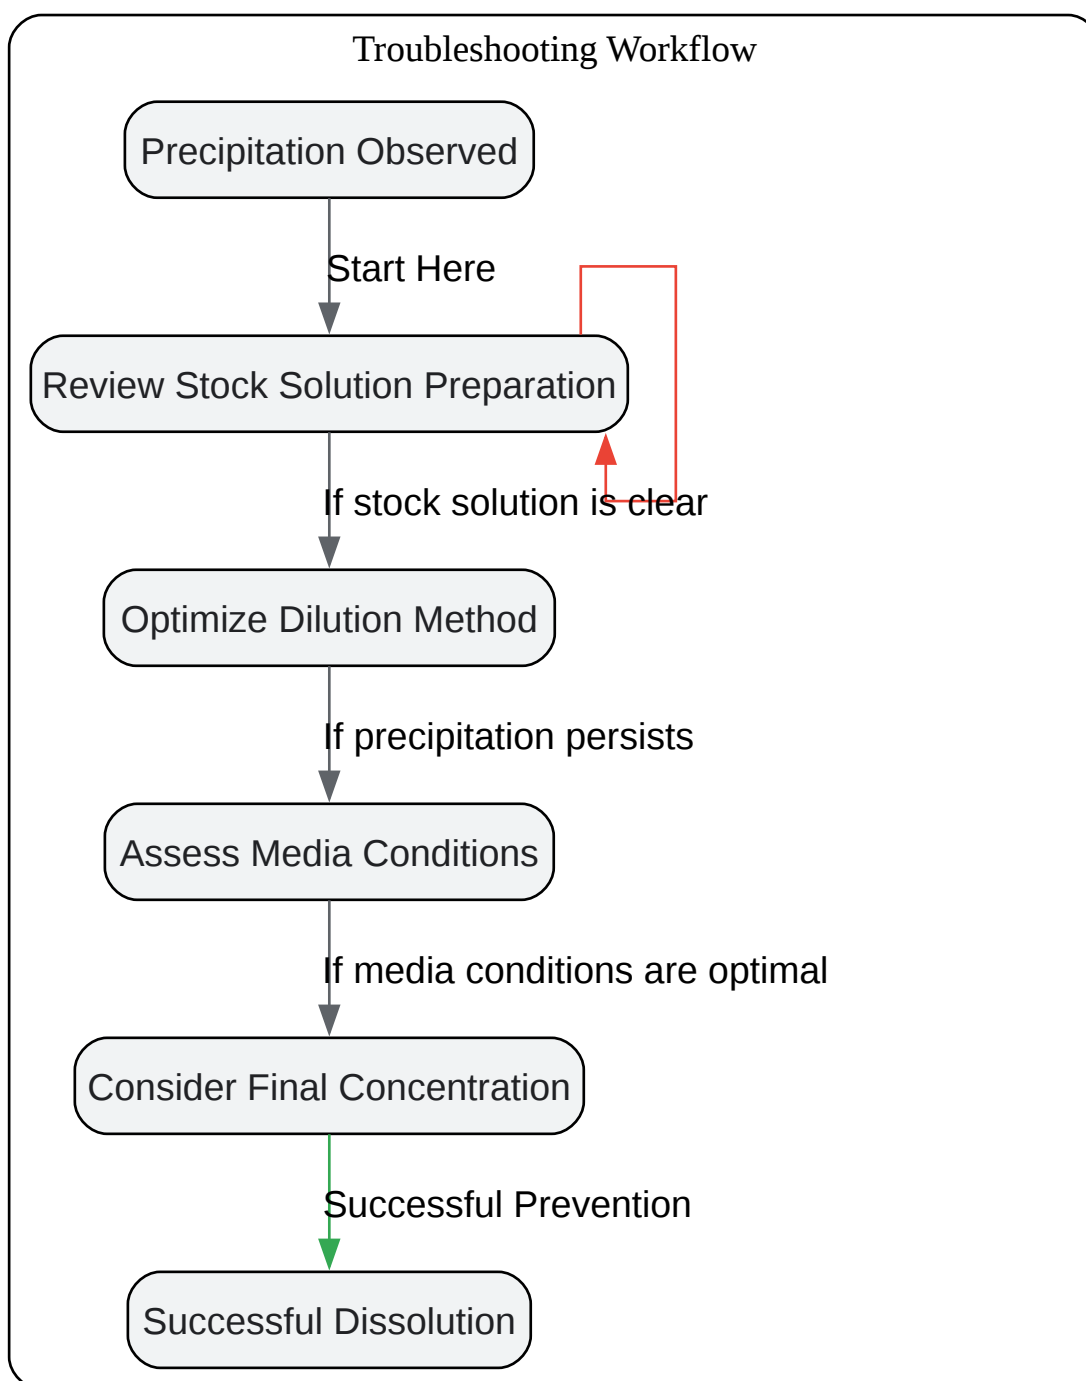 Troubleshooting Workflow
Precipitation Observed
Start Here
Review Stock Solution Preparation
If stock solution is clear
Optimize Dilution Method
If precipitation persists
Assess Media Conditions
If media conditions are optimal
Consider Final Concentration
Successful Prevention
Successful Dissolution